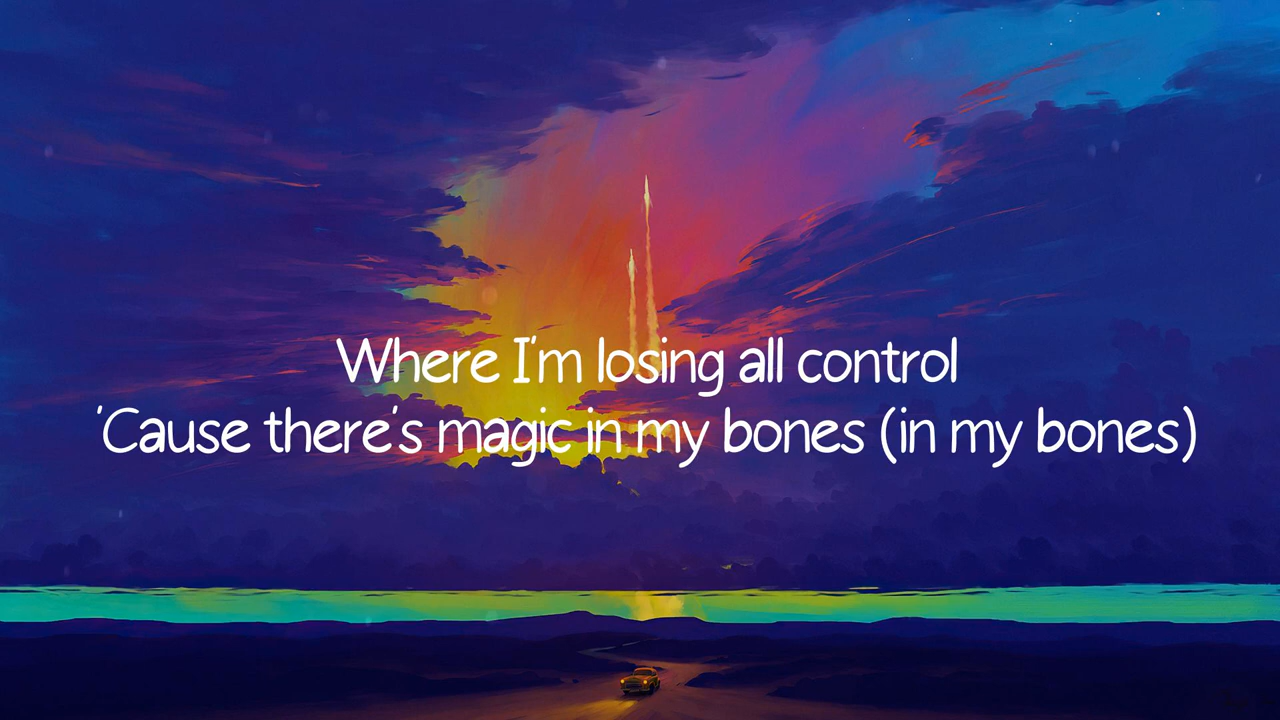 Where I'm losing all control
'Cause there's magic in my bones (in my bones)